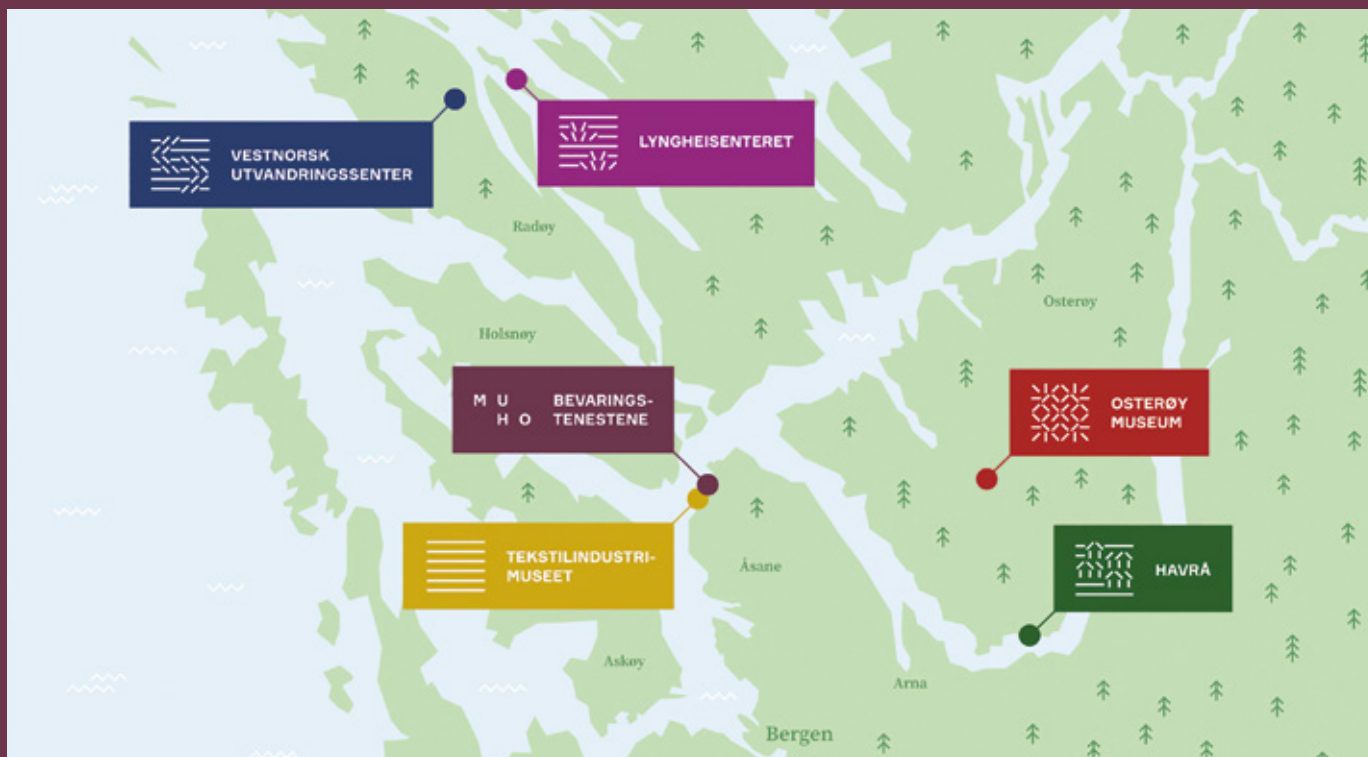 VESTNORSK
UTVANDRINGSSENTER
LYNGHEISENTERET
Radøy
Osterøy
Holsnøy
M U
H O
BEVARINGS-
TENESTENE
OSTERØY
MUSEUM
TEKSTILINDUSTRI-
MUSEET
Åsane
HAVRÅ
Askøy
Arna
Bergen